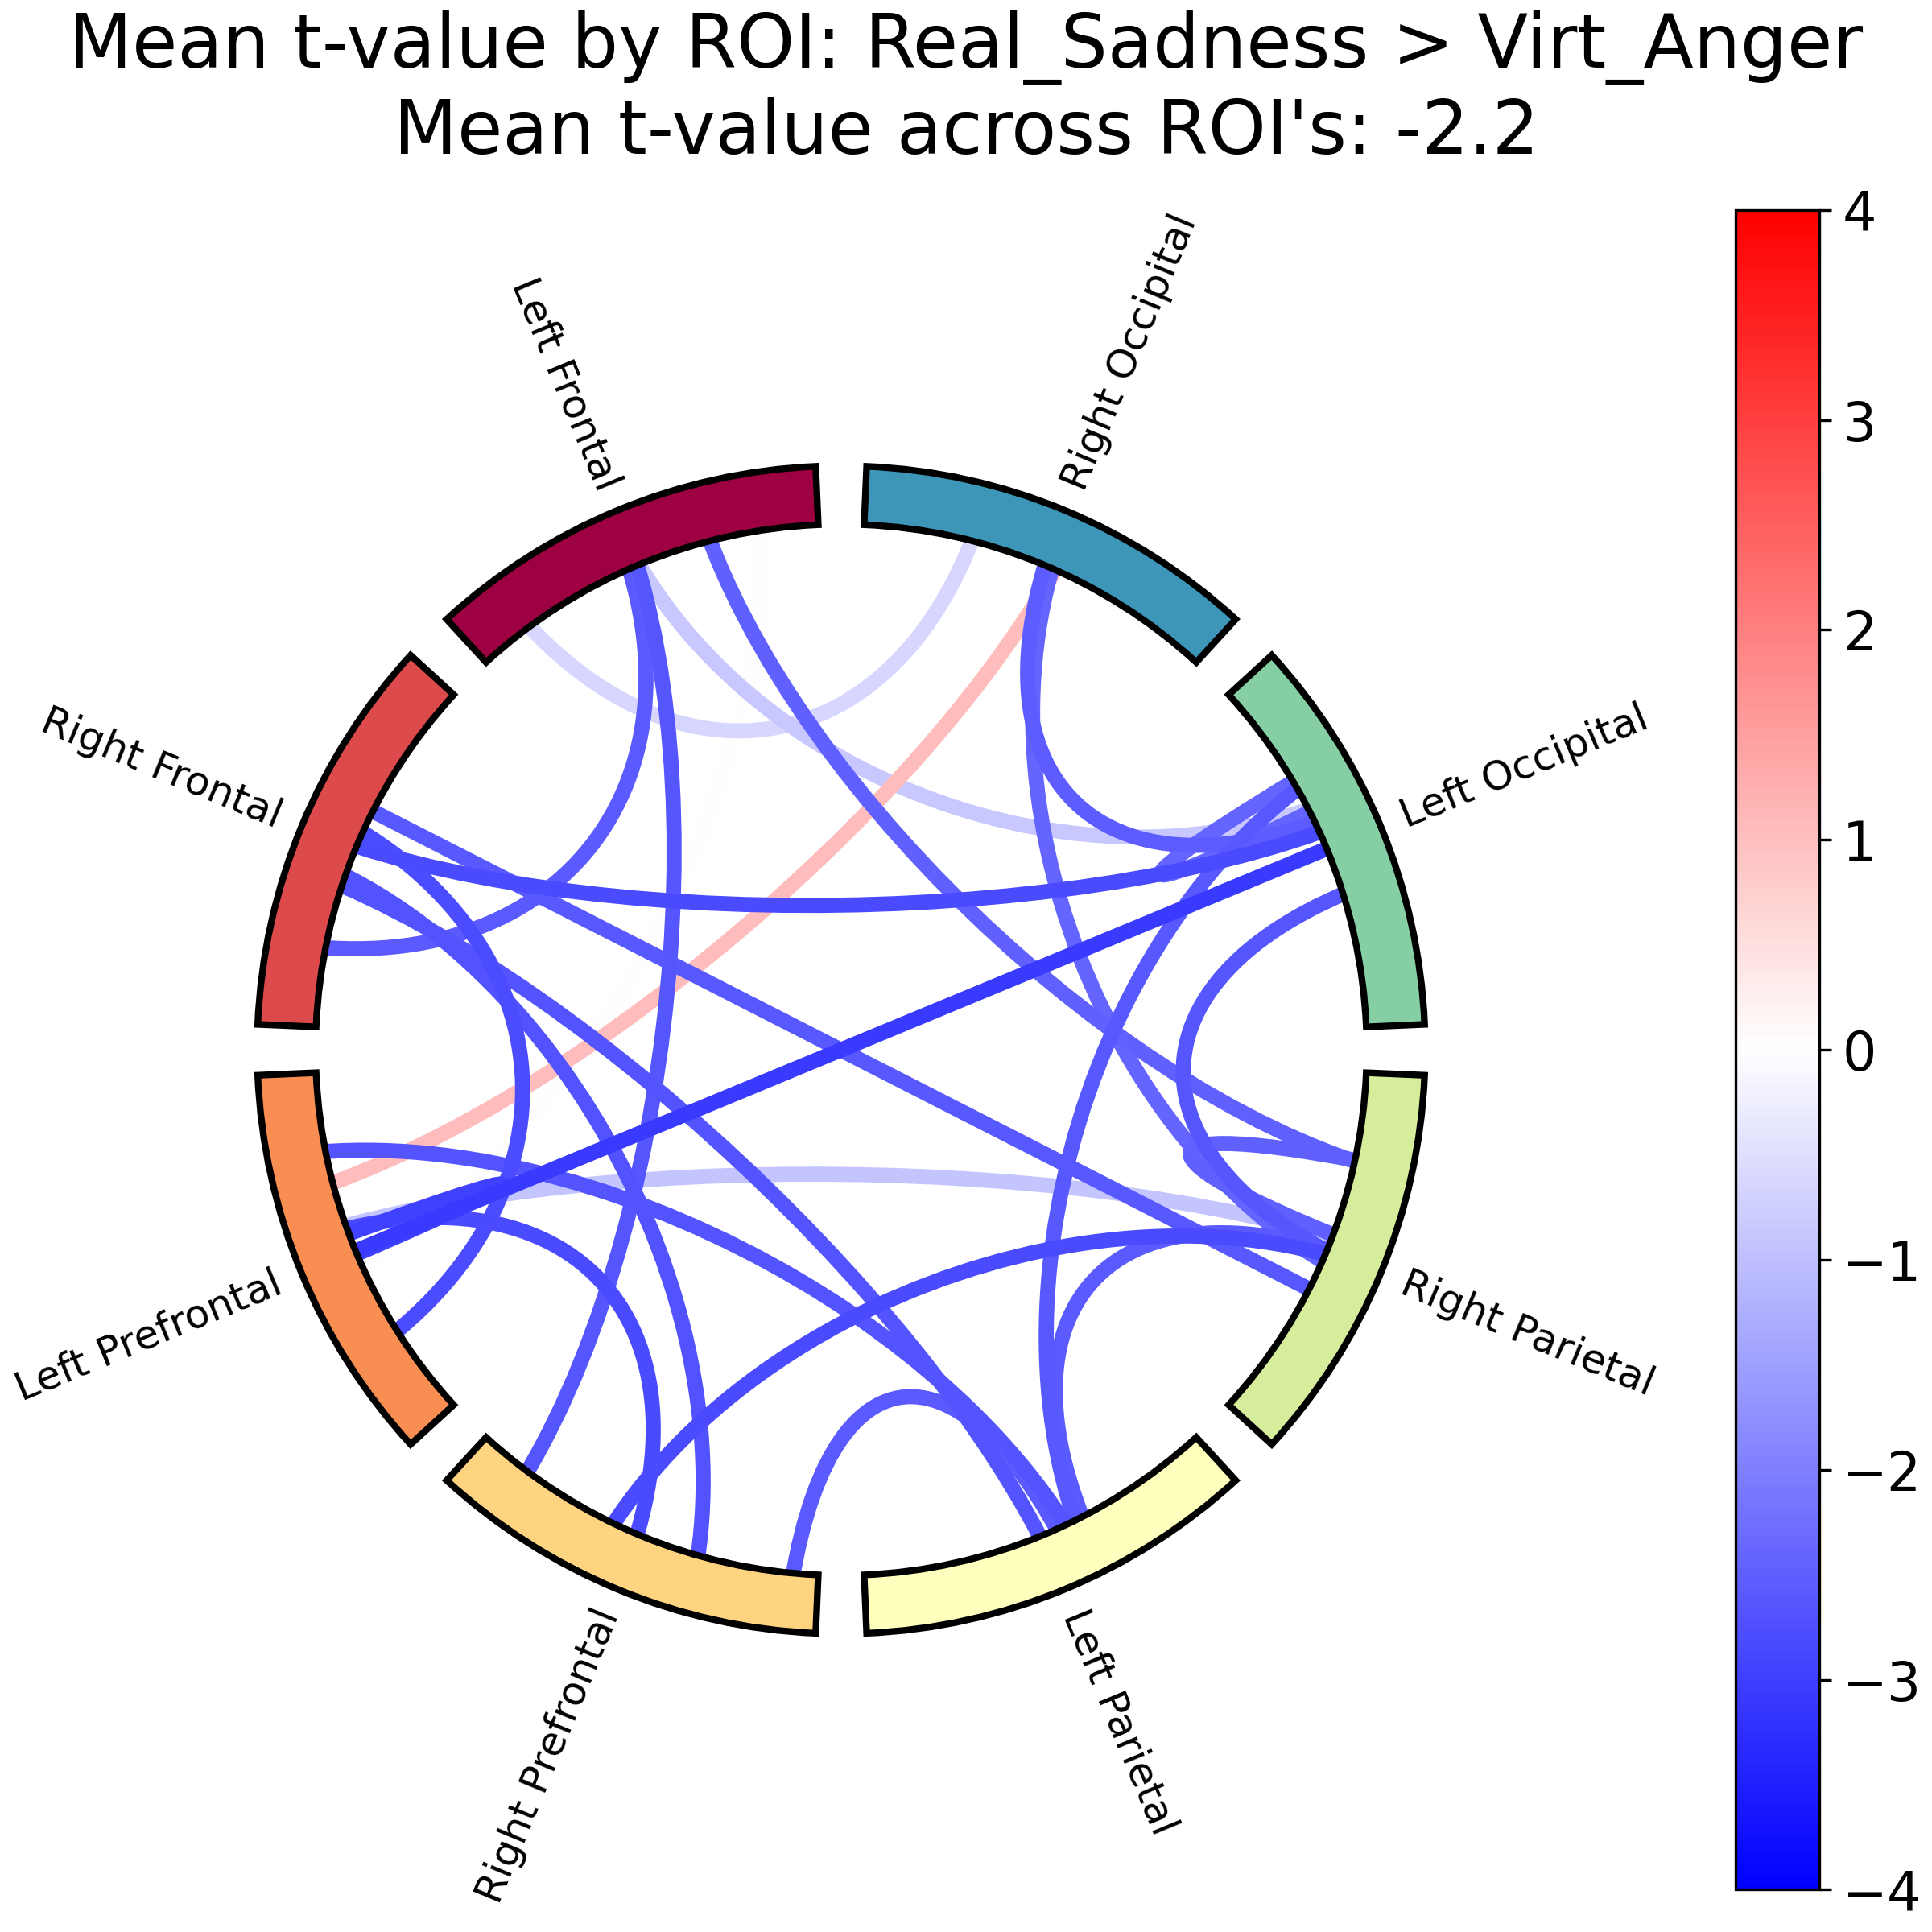 Mean t-value by ROI: Real_Sadness > Virt_Anger
Mean t-value across ROI's: -2.2
Left Frontal
Right Occipital
Right Frontal
Left Occipital
Left Prefrontal
Right Parietal
Right Prefrontal
Left Parietal
4
3
2
1
0
−1
−2
−3
−4